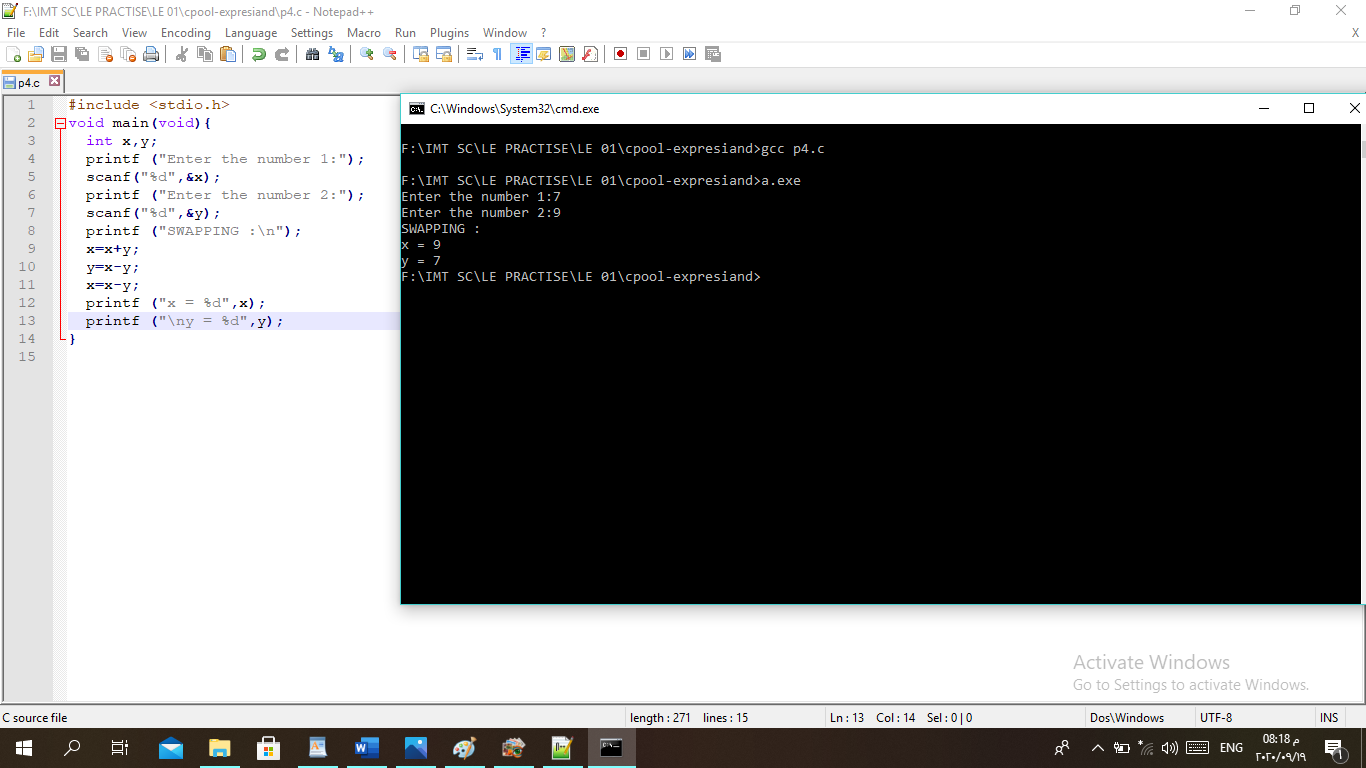 F:\IMT SC\LE PRACTISE\LE 01\cpool-expresiand\p4.c - Notepad++
File Edit Search View Encoding Language Settings Macro Run Plugins Window ? X
p4.c
1 #include <stdio.h>
2 void main(void){
3 int x,y;
4 printf ("Enter the number 1:");
5 scanf("%d",&x);
6 printf ("Enter the number 2:");
7 scanf("%d",&y);
8 printf ("SWAPPING :\n");
9 x=x+y;
10 y=x-y;
11 x=x-y;
12 printf ("x = %d",x);
13 printf ("\ny = %d",y);
14 }
15
C:\Windows\System32\cmd.exe
F:\IMT SC\LE PRACTISE\LE 01\cpool-expresiand>gcc p4.c
F:\IMT SC\LE PRACTISE\LE 01\cpool-expresiand>a.exe
Enter the number 1:7
Enter the number 2:9
SWAPPING :
x = 9
y = 7
F:\IMT SC\LE PRACTISE\LE 01\cpool-expresiand>
Activate Windows
Go to Settings to activate Windows.
C source file length : 271 lines : 15 Ln : 13 Col : 14 Sel : 0 | 0 Dos\Windows UTF-8 INS
ENG
08:18 م
٢٠٢٠/٠٩/١٩
1